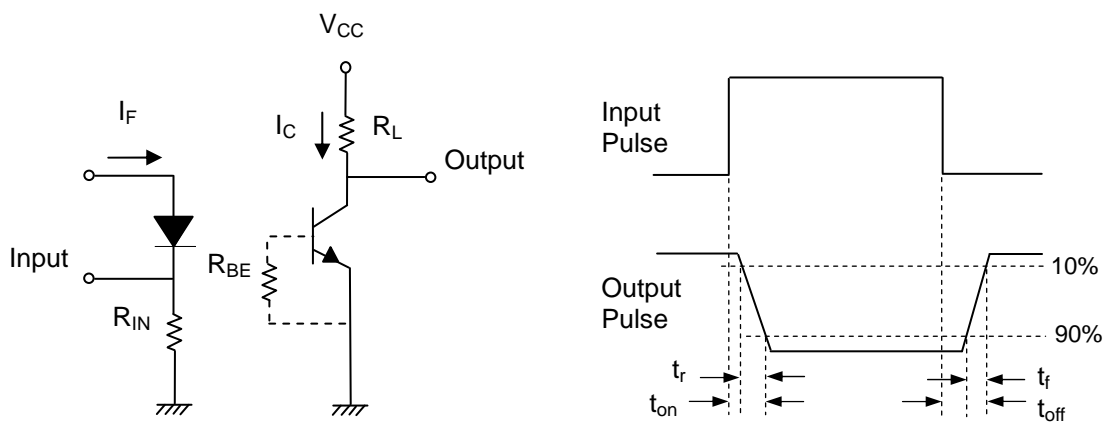 V_CC
I_F
I_C
R_L
Output
Input
R_BE
R_IN
Input
Pulse
Output
Pulse
10%
90%
t_r
t_f
t_on
t_off